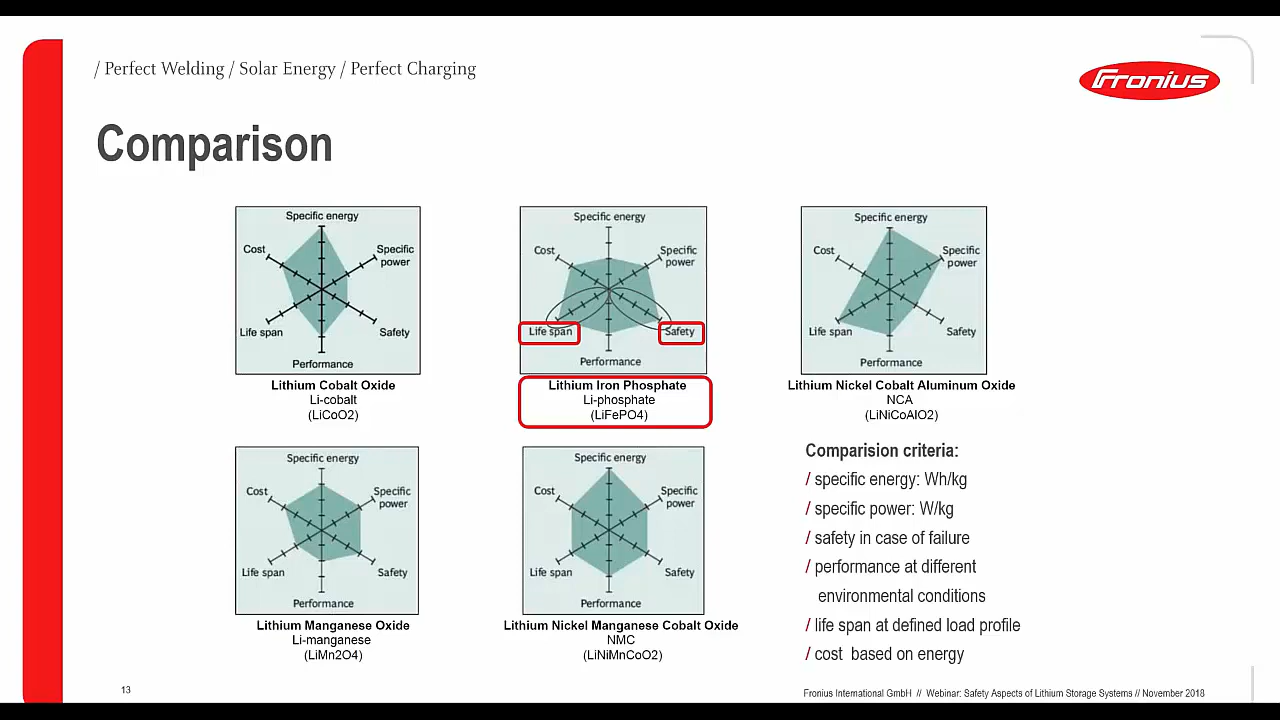 / Perfect Welding / Solar Energy / Perfect Charging
Fronius
Comparison
Specific energy
Cost
Specific
power
Life span
Safety
Performance
Lithium Cobalt Oxide
Li-cobalt
(LiCoO2)
Specific energy
Cost
Specific
power
Life span
Safety
Performance
Lithium Iron Phosphate
Li-phosphate
(LiFePO4)
Specific energy
Cost
Specific
power
Life span
Safety
Performance
Lithium Nickel Cobalt Aluminum Oxide
NCA
(LiNiCoAlO2)
Specific energy
Cost
Specific
power
Life span
Safety
Performance
Lithium Manganese Oxide
Li-manganese
(LiMn2O4)
Specific energy
Cost
Specific
power
Life span
Safety
Performance
Lithium Nickel Manganese Cobalt Oxide
NMC
(LiNiMnCoO2)
Comparision criteria:
/ specific energy: Wh/kg
/ specific power: W/kg
/ safety in case of failure
/ performance at different
environmental conditions
/ life span at defined load profile
/ cost based on energy
13
Fronius International GmbH // Webinar: Safety Aspects of Lithium Storage Systems // November 2018